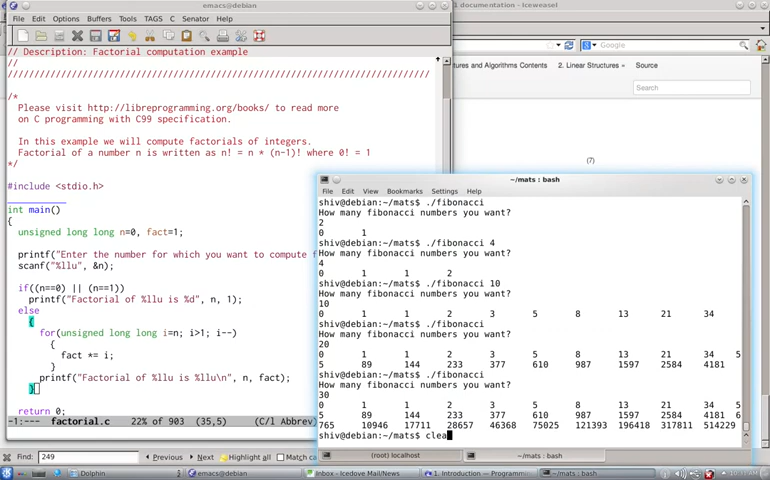 emacs@debian
1 documentation - Iceweasel
File Edit Options Buffers Tools TAGS C Senator Help
Google
// Description: Factorial computation example
//
////////////////////////////////////////////////////////////////////////////////
tures and Algorithms Contents 2. Linear Structures » Source
Search
/*
Please visit http://libreprogramming.org/books/ to read more
on C programming with C99 specification.
In this example we will compute factorials of integers.
Factorial of a number n is written as n! = n * (n-1)! where 0! = 1
*/
(7)
#include <stdio.h>
int main()
{
unsigned long long n=0, fact=1;
printf("Enter the number for which you want to compute f
scanf("%llu", &n);
if((n==0) || (n==1))
printf("Factorial of %llu is %d", n, 1);
else
{
for(unsigned long long i=n; i>1; i--)
{
fact *= i;
}
printf("Factorial of %llu is %llu\n", n, fact);
}
return 0;
-1:--- factorial.c 22% of 903 (35,5) (C/l Abbrev)
~/mats : bash
File Edit View Bookmarks Settings Help
shiv@debian:~/mats$ ./fibonacci
How many fibonacci numbers you want?
2
0 1
shiv@debian:~/mats$ ./fibonacci 4
How many fibonacci numbers you want?
4
0 1 1 2
shiv@debian:~/mats$ ./fibonacci 10
How many fibonacci numbers you want?
10
0 1 1 2 3 5 8 13 21 34
shiv@debian:~/mats$ ./fibonacci
How many fibonacci numbers you want?
20
0 1 1 2 3 5 8 13 21 34 5
5 89 144 233 377 610 987 1597 2584 4181
shiv@debian:~/mats$ ./fibonacci
How many fibonacci numbers you want?
30
0 1 1 2 3 5 8 13 21 34 5
5 89 144 233 377 610 987 1597 2584 4181 6
765 10946 17711 28657 46368 75025 121393 196418 317811 514229
shiv@debian:~/mats$ clea
(root) localhost
~/mats : bash
Find: 249 Previous Next Highlight all Match ca
Dolphin
emacs@debian
Inbox - Icedove Mail/News
1. Introduction — Programmin
~/mats : bash